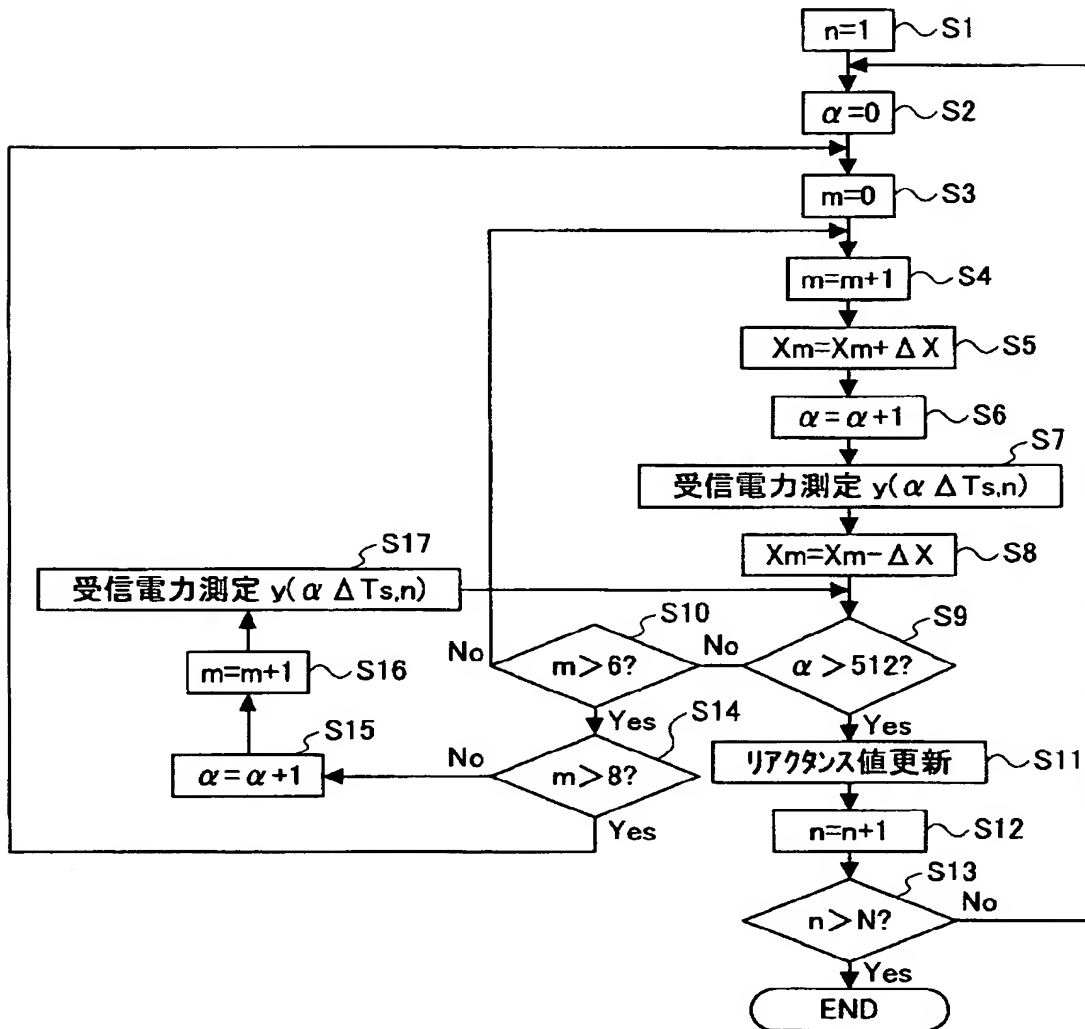 n=1
S1
α=0
S2
m=0
S3
m=m+1
S4
Xm=Xm+ΔX
S5
α=α+1
S6
S7
受信電力測定 y(αΔTs,n)
Xm=Xm-ΔX
S8
S17
受信電力測定 y(αΔTs,n)
S10
S9
No
m>6?
No
α>512?
m=m+1
S16
Yes
S14
Yes
S15
α=α+1
No
m>8?
リアクタンス値更新
S11
Yes
n=n+1
S12
S13
n>N?
No
Yes
END